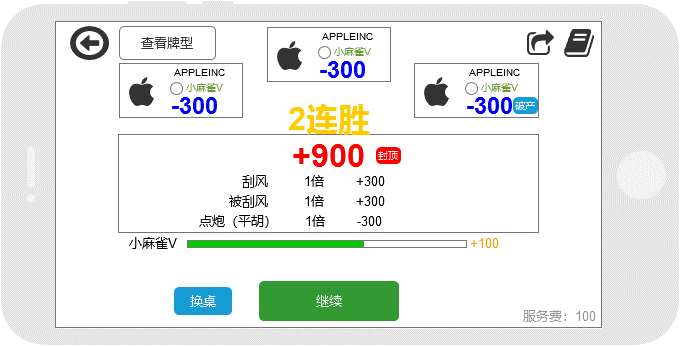 查看牌型
APPLEINC
小麻雀V
-300
APPLEINC
小麻雀V
-300
APPLEINC
小麻雀V
-300 破产
2连胜
+900 封顶
刮风 1倍 +300
被刮风 1倍 +300
点炮（平胡） 1倍 -300
小麻雀V +100
换桌
继续
服务费：100